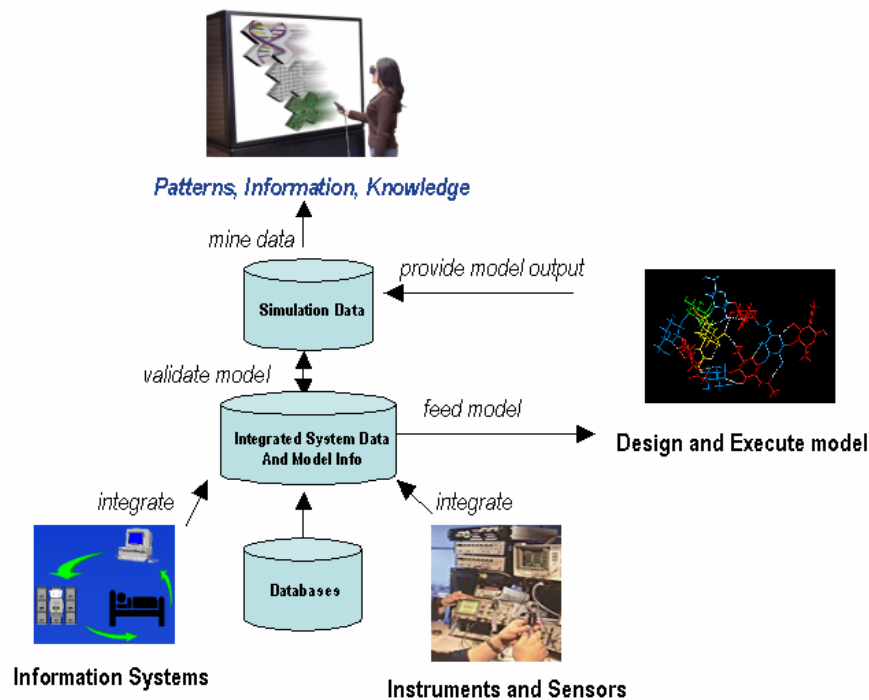 Patterns, Information, Knowledge
mine data
provide model output
Simulation Data
validate model
feed model
Integrated System Data
And Model Info
Design and Execute model
integrate
integrate
Databases
Information Systems
Instruments and Sensors